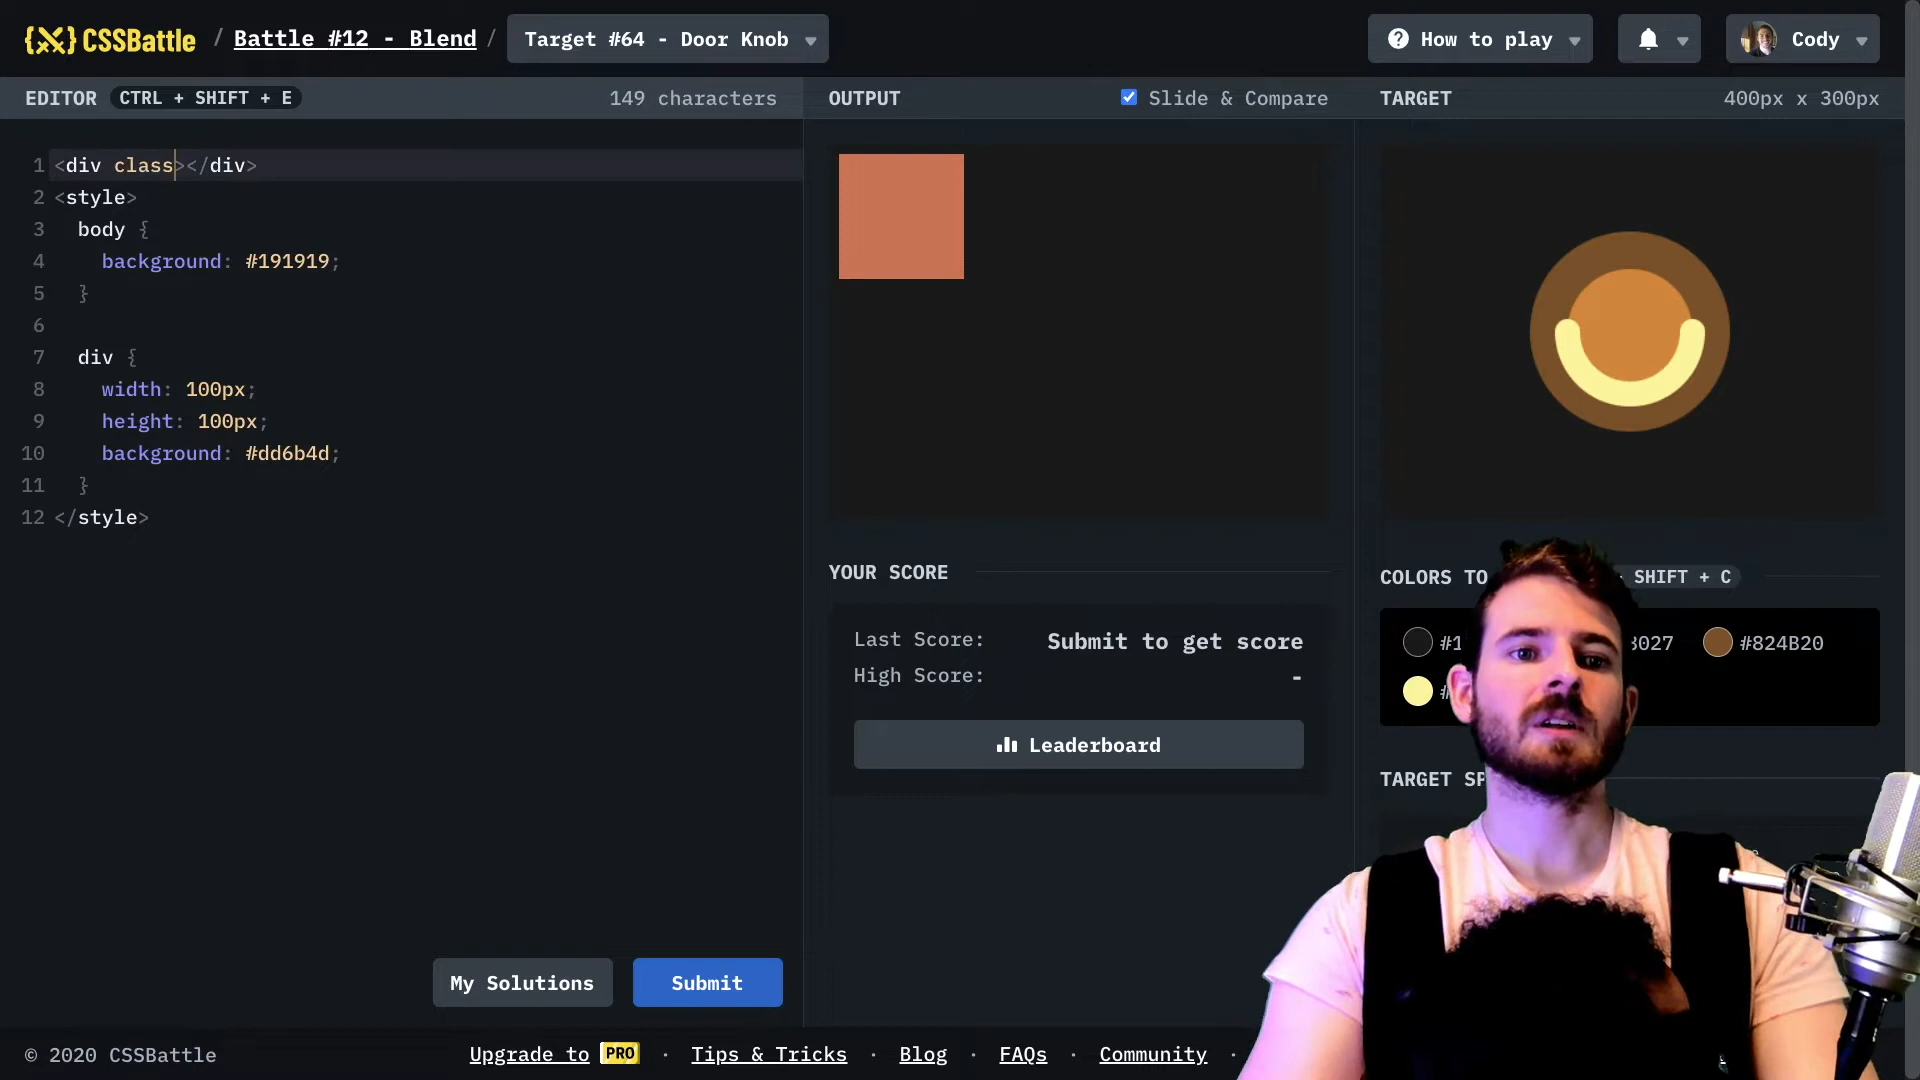 {X} CSSBattle / Battle #12 - Blend / Target #64 - Door Knob
How to play
Cody
EDITOR CTRL + SHIFT + E 149 characters
OUTPUT Slide & Compare
TARGET 400px x 300px
1 <div class></div>
2 <style>
3 body {
4 background: #191919;
5 }
6
7 div {
8 width: 100px;
9 height: 100px;
10 background: #dd6b4d;
11 }
12 </style>
YOUR SCORE
Last Score: Submit to get score
High Score: -
Leaderboard
COLORS TO SHIFT + C
#1 3027 #824B20
#
TARGET SP
My Solutions Submit
© 2020 CSSBattle
Upgrade to PRO · Tips & Tricks · Blog · FAQs · Community ·